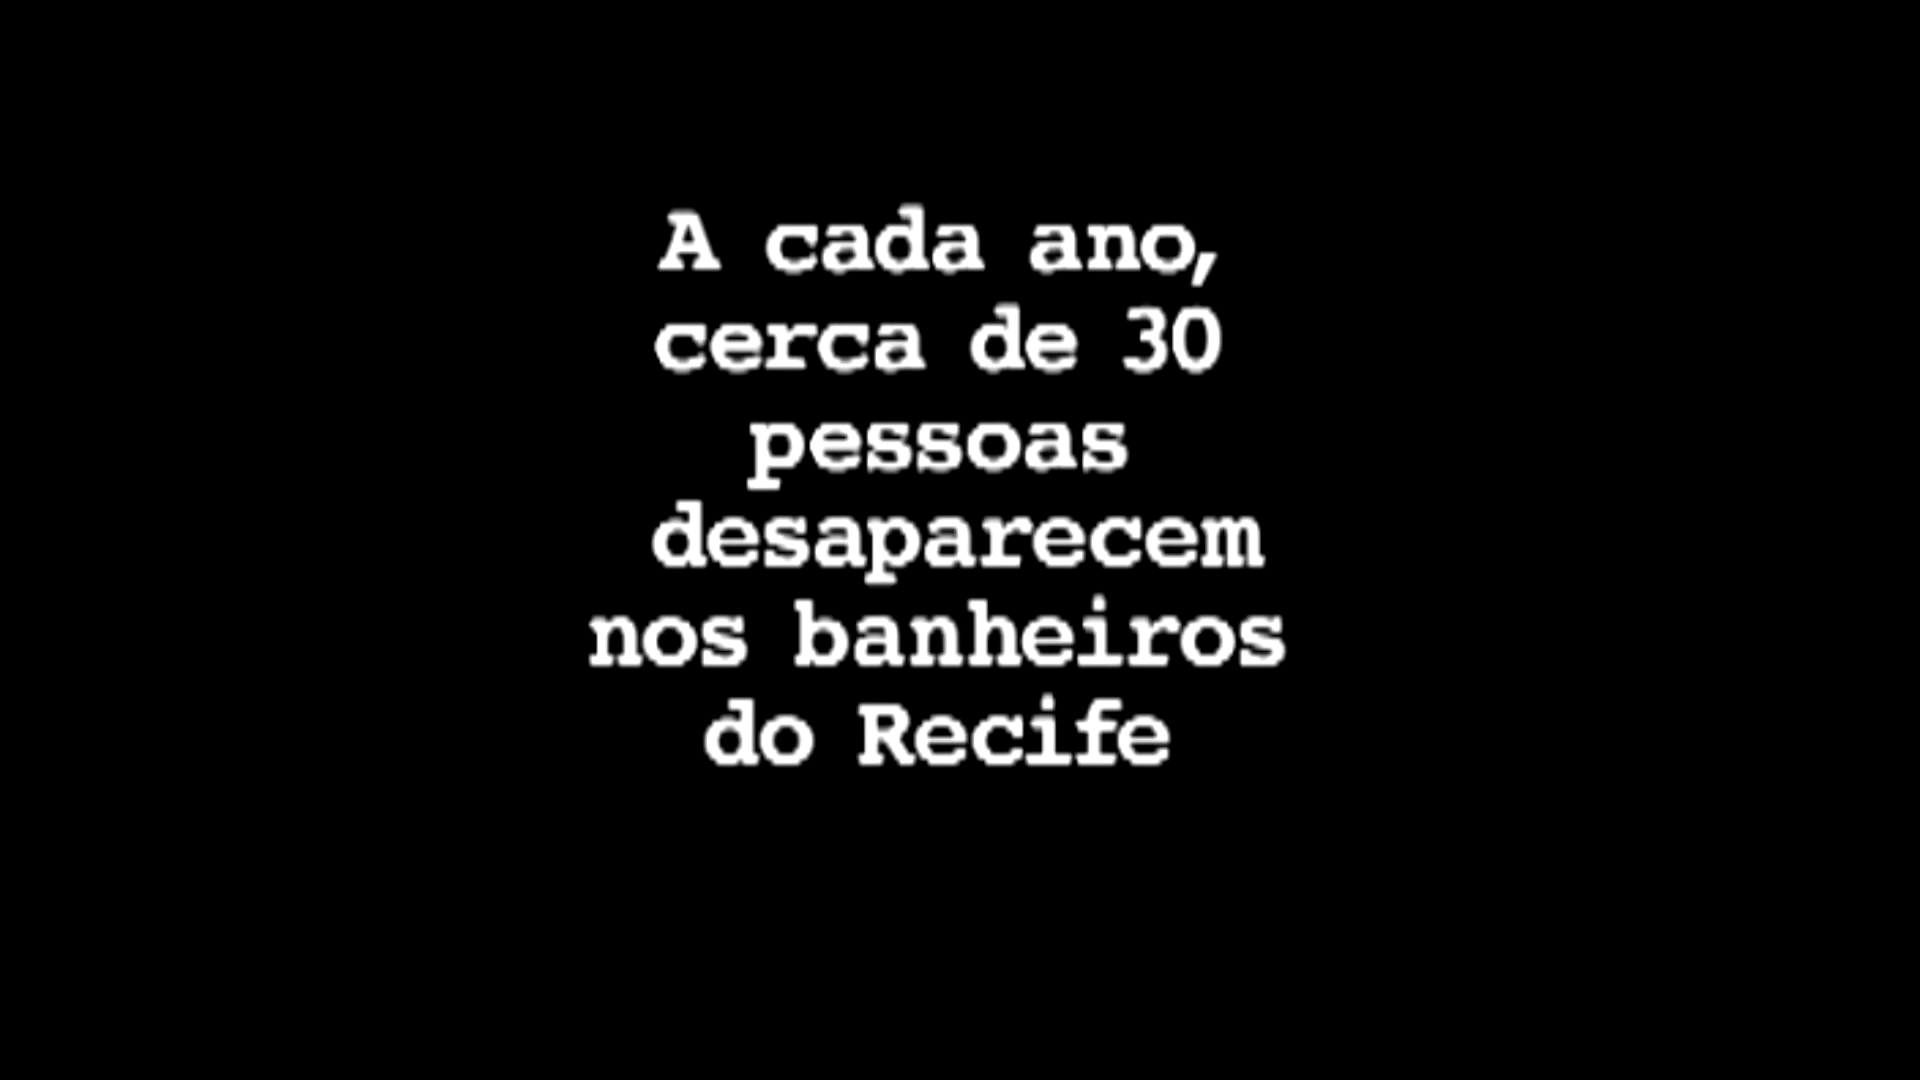 A cada ano,
cerca de 30
pessoas
desaparecem
nos banheiros
do Recife